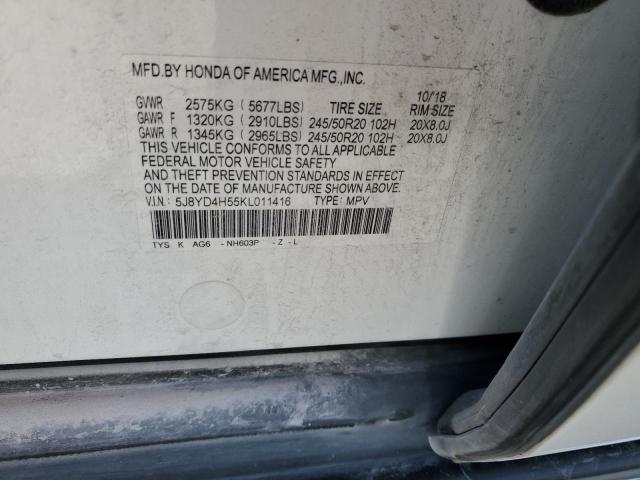 MFD.BY HONDA OF AMERICA MFG.,INC.
10/18
GVWR 2575KG ( 5677LBS) TIRE SIZE RIM SIZE
GAWR F 1320KG ( 2910LBS) 245/50R20 102H 20X8.0J
GAWR R 1345KG ( 2965LBS) 245/50R20 102H 20X8.0J
THIS VEHICLE CONFORMS TO ALL APPLICABLE
FEDERAL MOTOR VEHICLE SAFETY
AND THEFT PREVENTION STANDARDS IN EFFECT
ON THE DATE OF MANUFACTURE SHOWN ABOVE.
V.I.N.: 5J8YD4H55KL011416 TYPE: MPV
TYS K AG6 -NH603P -Z-L